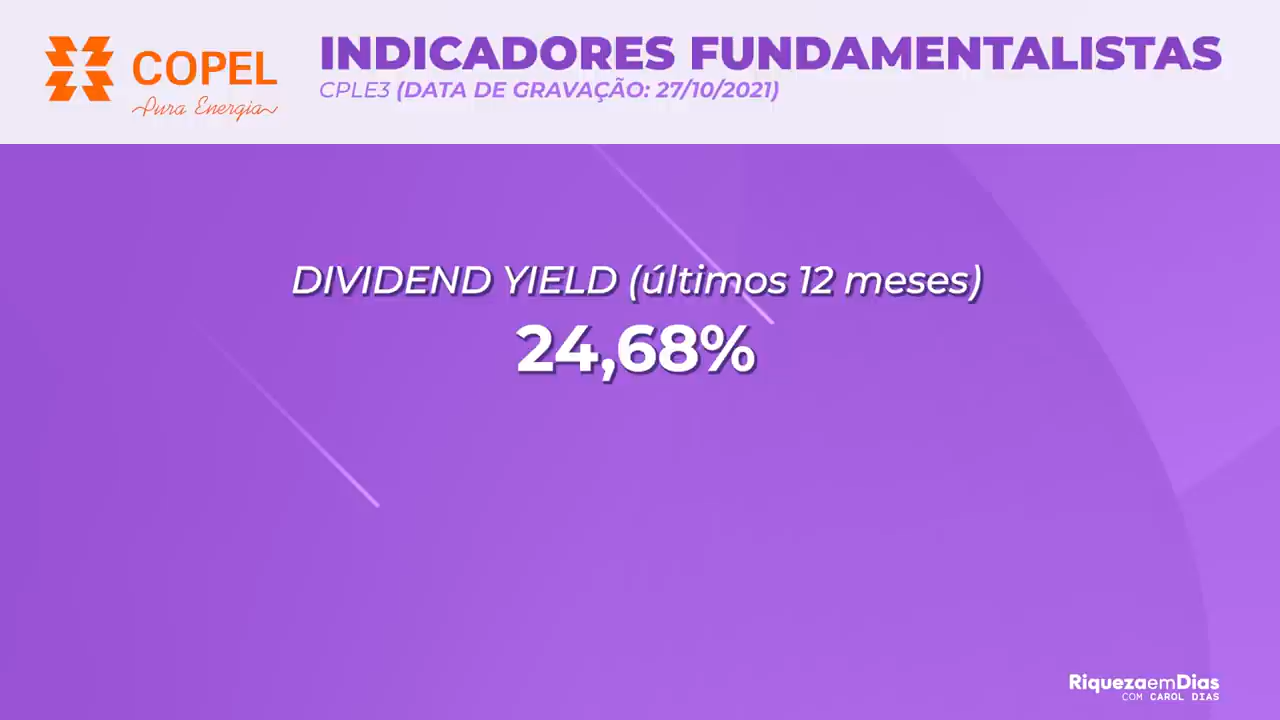 COPEL
Pura Energia
INDICADORES FUNDAMENTALISTAS
CPLE3 (DATA DE GRAVAÇÃO: 27/10/2021)
DIVIDEND YIELD (últimos 12 meses)
24,68%
RiquezaemDias
COM CAROL DIAS